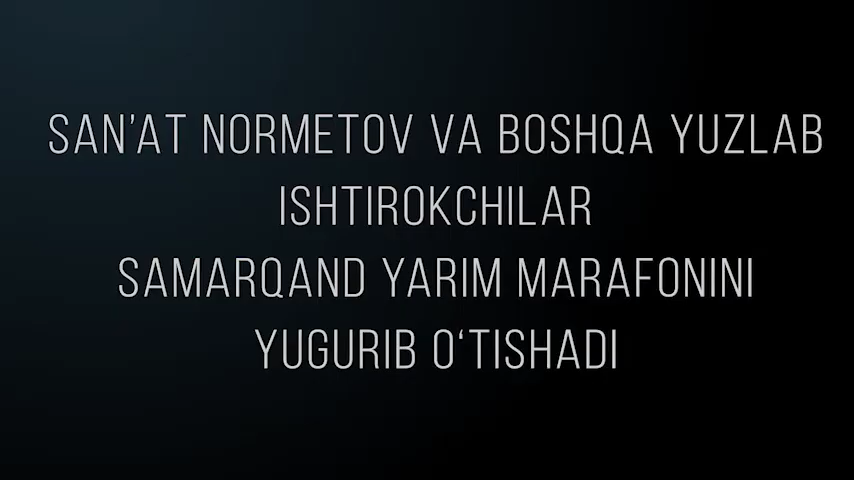 SAN’AT NORMETOV VA BOSHQA YUZLAB
ISHTIROKCHILAR
SAMARQAND YARIM MARAFONINI
YUGURIB O‘TISHADI